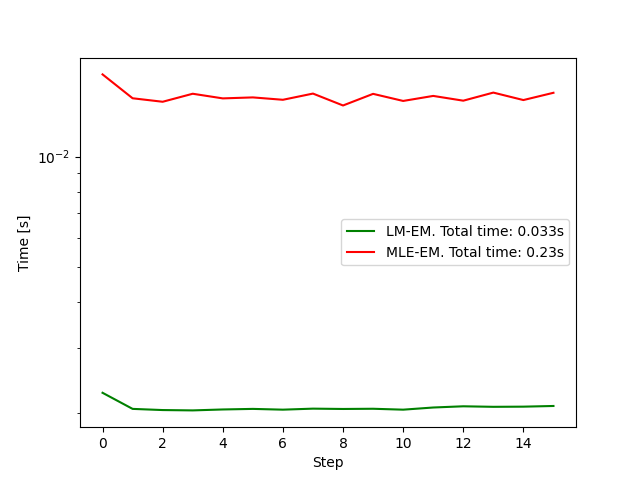 10⁻²
Time [s]
LM-EM. Total time: 0.033s
MLE-EM. Total time: 0.23s
0 2 4 6 8 10 12 14
Step